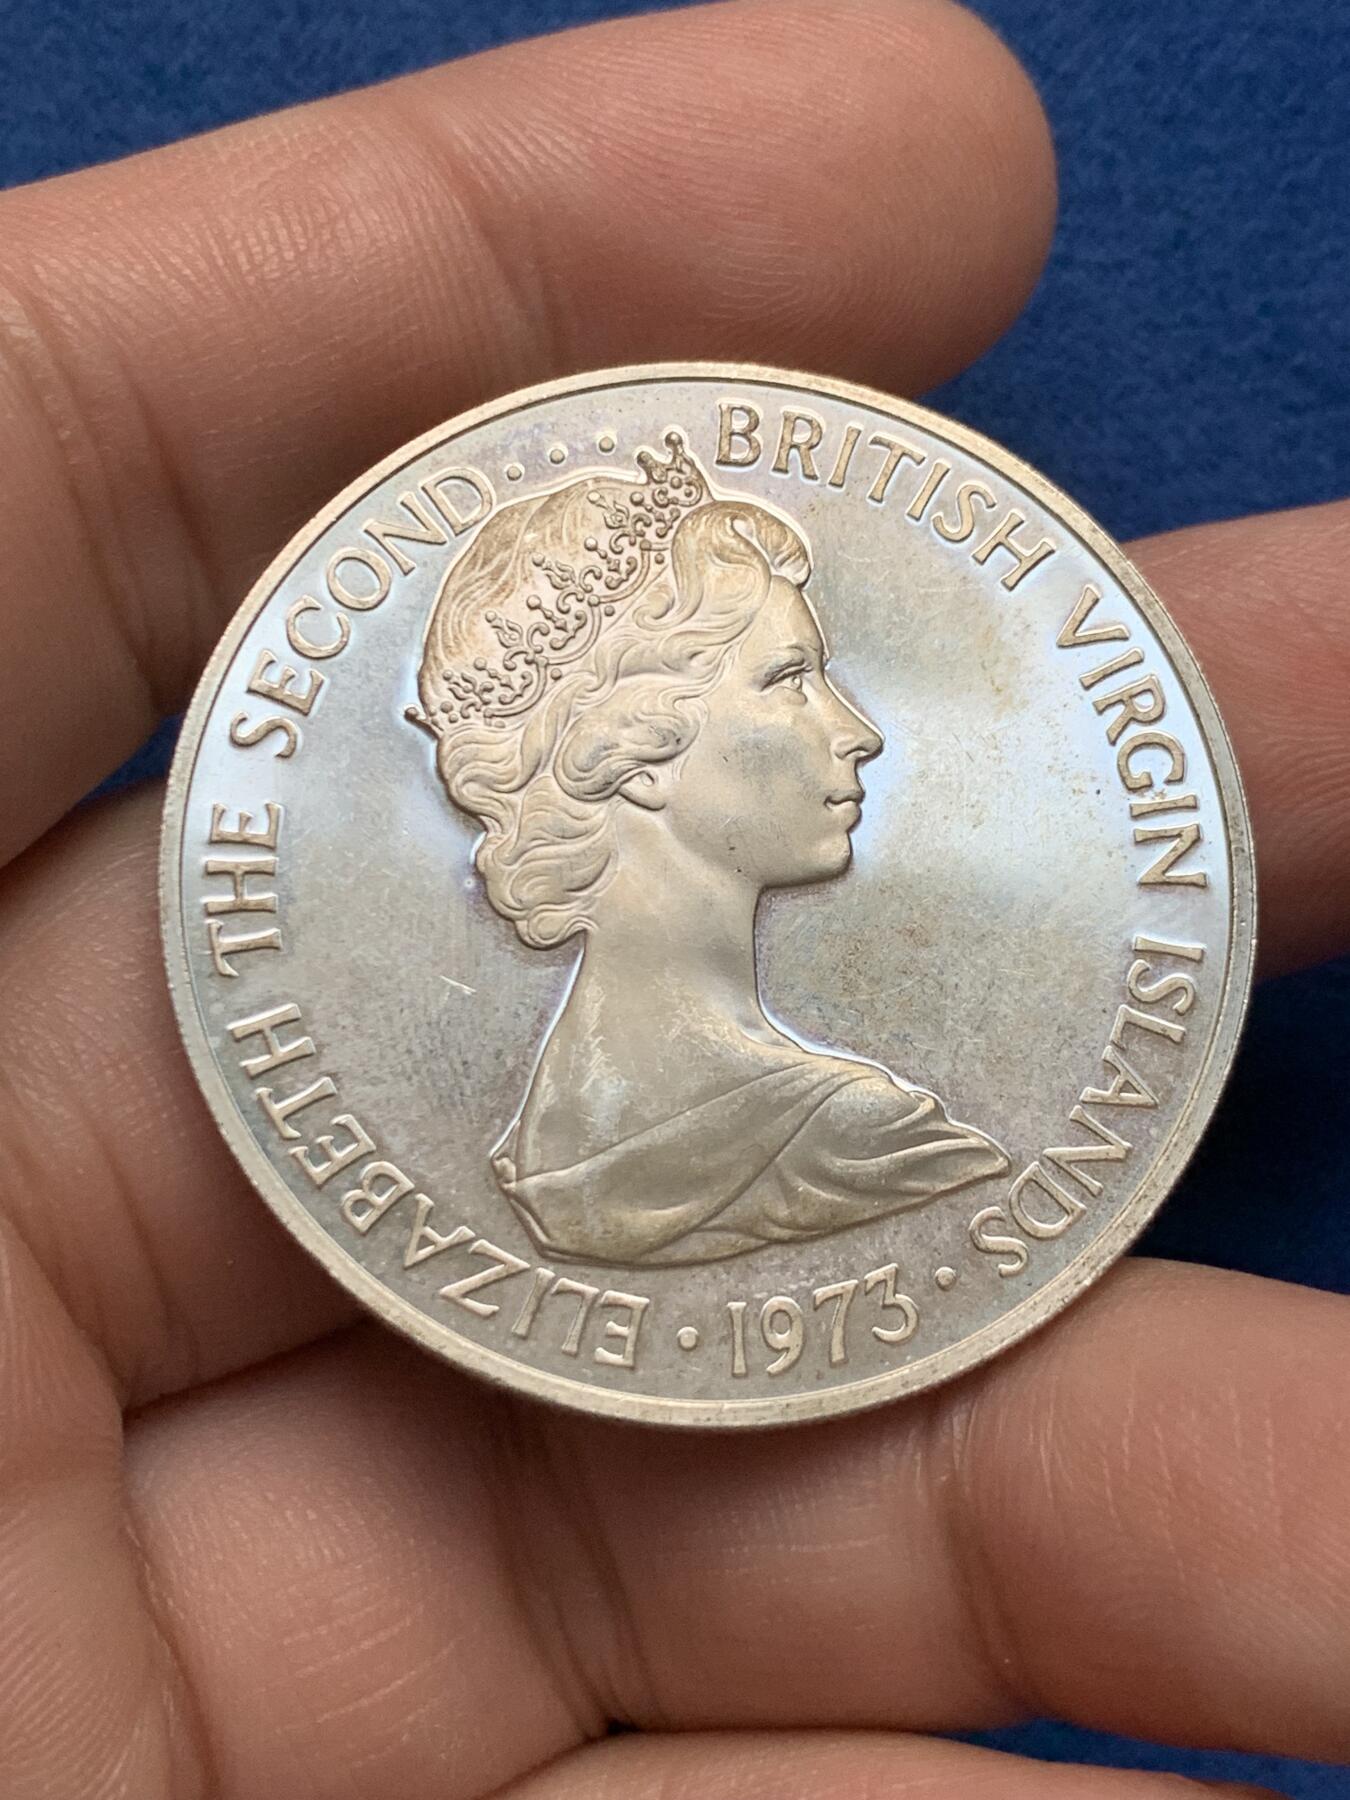 ELIZABETH THE SECOND.... BRITISH VIRGIN ISLANDS · 1973 ·